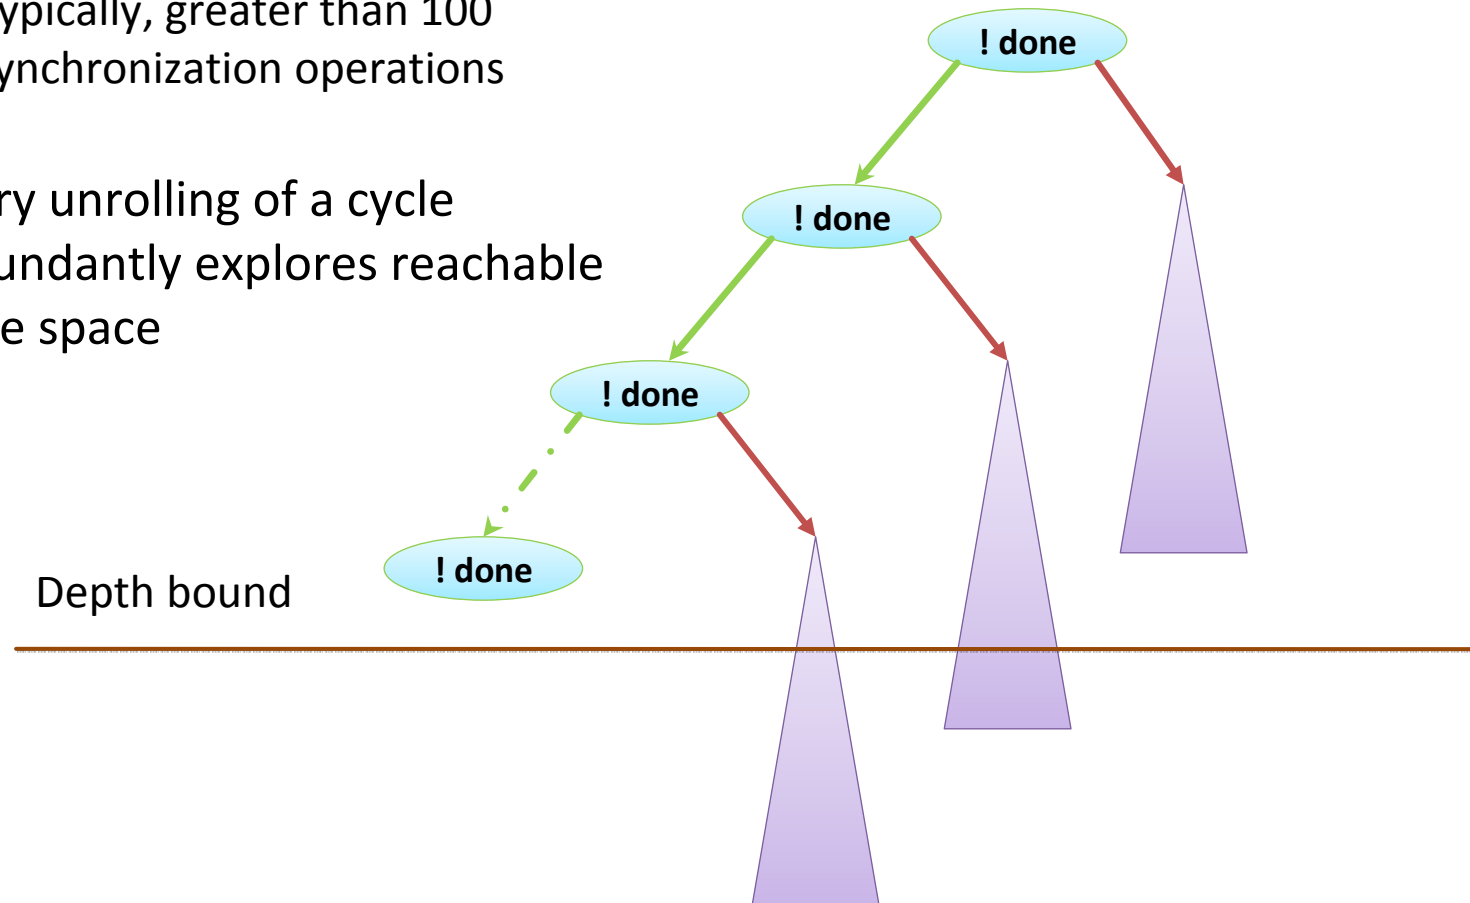 ypically, greater than 100
ynchronization operations
ry unrolling of a cycle
undantly explores reachable
e space
! done
! done
! done
! done
Depth bound